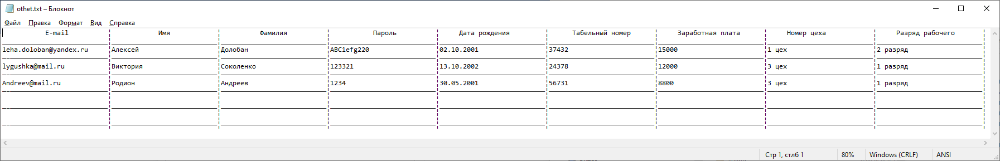 othet.txt – Блокнот
Файл Правка Формат Вид Справка
E-mail Имя Фамилия Пароль Дата рождения Табельный номер Заработная плата Номер цеха Разряд рабочего
leha.doloban@yandex.ru Алексей Долобан ABC1efg220 02.10.2001 37432 15000 1 цех 2 разряд
lygushka@mail.ru Виктория Соколенко 123321 13.10.2002 24378 12000 3 цех 1 разряд
Andreev@mail.ru Родион Андреев 1234 30.05.2001 56731 8800 3 цех 1 разряд
Стр 1, стлб 1 80% Windows (CRLF) ANSI